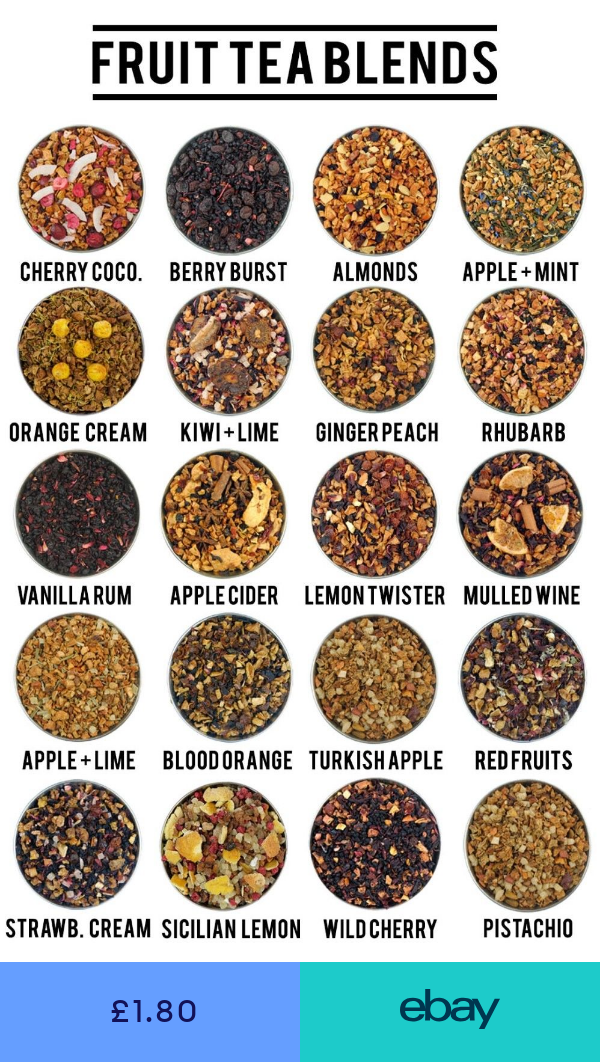 FRUIT TEA BLENDS
CHERRY COCO. BERRY BURST ALMONDS APPLE + MINT
ORANGE CREAM KIWI + LIME GINGER PEACH RHUBARB
VANILLA RUM APPLE CIDER LEMON TWISTER MULLED WINE
APPLE + LIME BLOOD ORANGE TURKISH APPLE RED FRUITS
STRAWB. CREAM SICILIAN LEMON WILD CHERRY PISTACHIO
£1.80 ebay